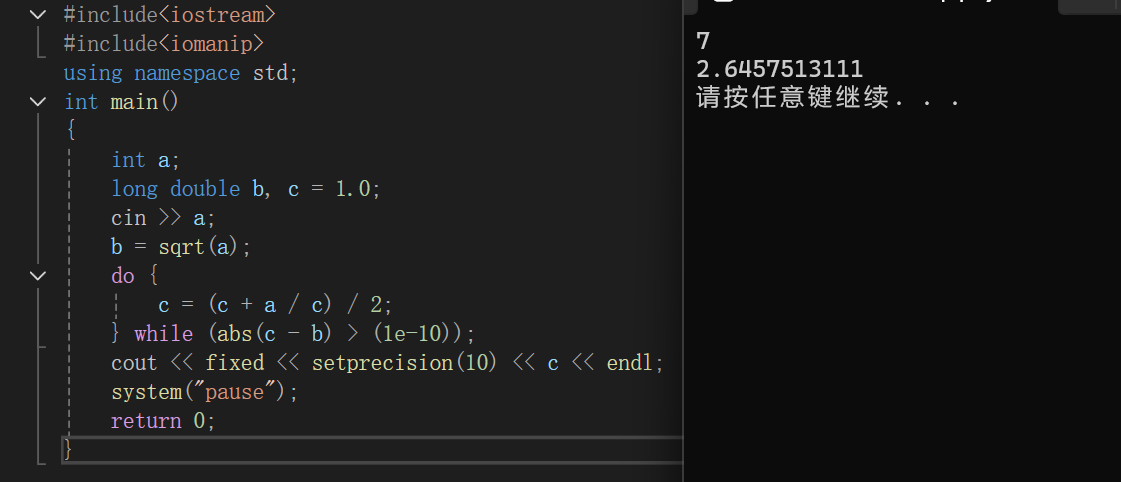 #include<iostream>
#include<iomanip>
using namespace std;
int main()
{
    int a;
    long double b, c = 1.0;
    cin >> a;
    b = sqrt(a);
    do {
        c = (c + a / c) / 2;
    } while (abs(c - b) > (1e-10));
    cout << fixed << setprecision(10) << c << endl;
    system("pause");
    return 0;
}
7
2.6457513111
请按任意键继续. . .